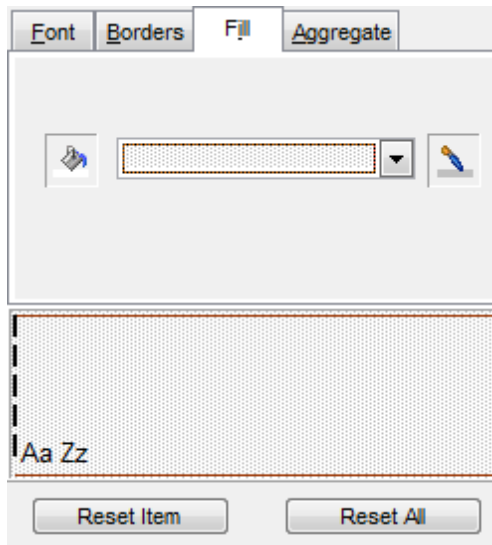 Font Borders Fill Aggregate
Aa Zz
Reset Item Reset All